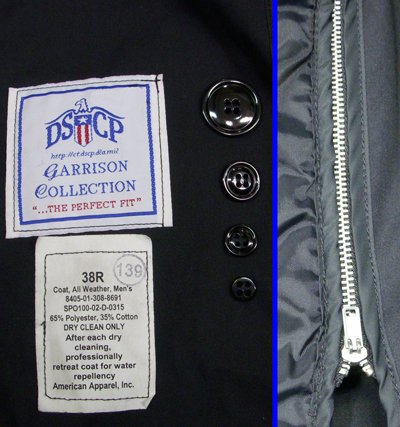 DSCP
http://ct.dscp.dla.mil
GARRISON
COLLECTION
"...THE PERFECT FIT"
139
38R
Coat, All Weather, Men's
8405-01-308-8691
SPO100-02-D-0315
65% Polyester, 35% Cotton
DRY CLEAN ONLY
After each dry
cleaning,
professionally
retreat coat for water
repellency
American Apparel, Inc.